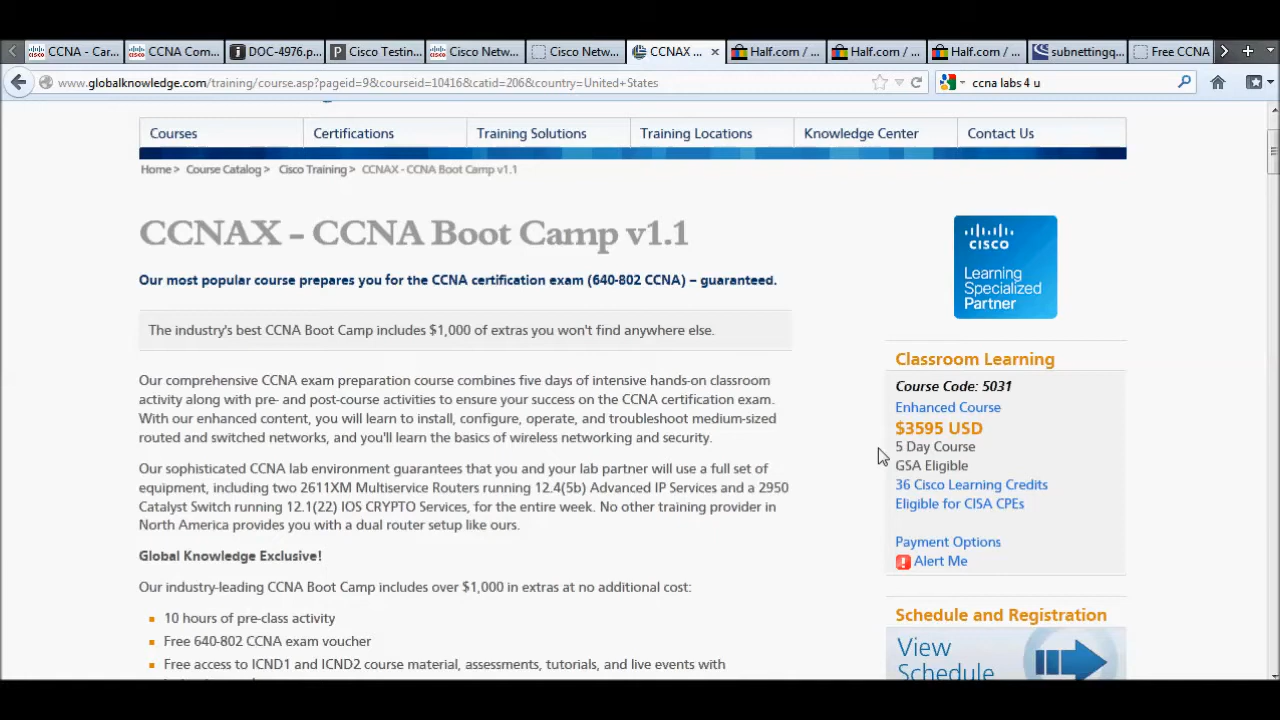 CCNA - Car...
CCNA Com...
DOC-4976.p...
Cisco Testin...
Cisco Netw...
Cisco Netw...
CCNAX ...
Half.com / ...
Half.com / ...
Half.com / ...
subnettingq...
Free CCNA
www.globalknowledge.com/training/course.asp?pageid=9&courseid=10416&catid=206&country=United+States
ccna labs 4 u
Courses
Certifications
Training Solutions
Training Locations
Knowledge Center
Contact Us
Home > Course Catalog > Cisco Training > CCNAX - CCNA Boot Camp v1.1
CCNAX - CCNA Boot Camp v1.1
Our most popular course prepares you for the CCNA certification exam (640-802 CCNA) – guaranteed.
The industry's best CCNA Boot Camp includes $1,000 of extras you won't find anywhere else.
Our comprehensive CCNA exam preparation course combines five days of intensive hands-on classroom
activity along with pre- and post-course activities to ensure your success on the CCNA certification exam.
With our enhanced content, you will learn to install, configure, operate, and troubleshoot medium-sized
routed and switched networks, and you'll learn the basics of wireless networking and security.
Our sophisticated CCNA lab environment guarantees that you and your lab partner will use a full set of
equipment, including two 2611XM Multiservice Routers running 12.4(5b) Advanced IP Services and a 2950
Catalyst Switch running 12.1(22) IOS CRYPTO Services, for the entire week. No other training provider in
North America provides you with a dual router setup like ours.
Global Knowledge Exclusive!
Our industry-leading CCNA Boot Camp includes over $1,000 in extras at no additional cost:
10 hours of pre-class activity
Free 640-802 CCNA exam voucher
Free access to ICND1 and ICND2 course material, assessments, tutorials, and live events with
CISCO
Learning
Specialized
Partner
Classroom Learning
Course Code: 5031
Enhanced Course
$3595 USD
5 Day Course
GSA Eligible
36 Cisco Learning Credits
Eligible for CISA CPEs
Payment Options
Alert Me
Schedule and Registration
View
Schedule